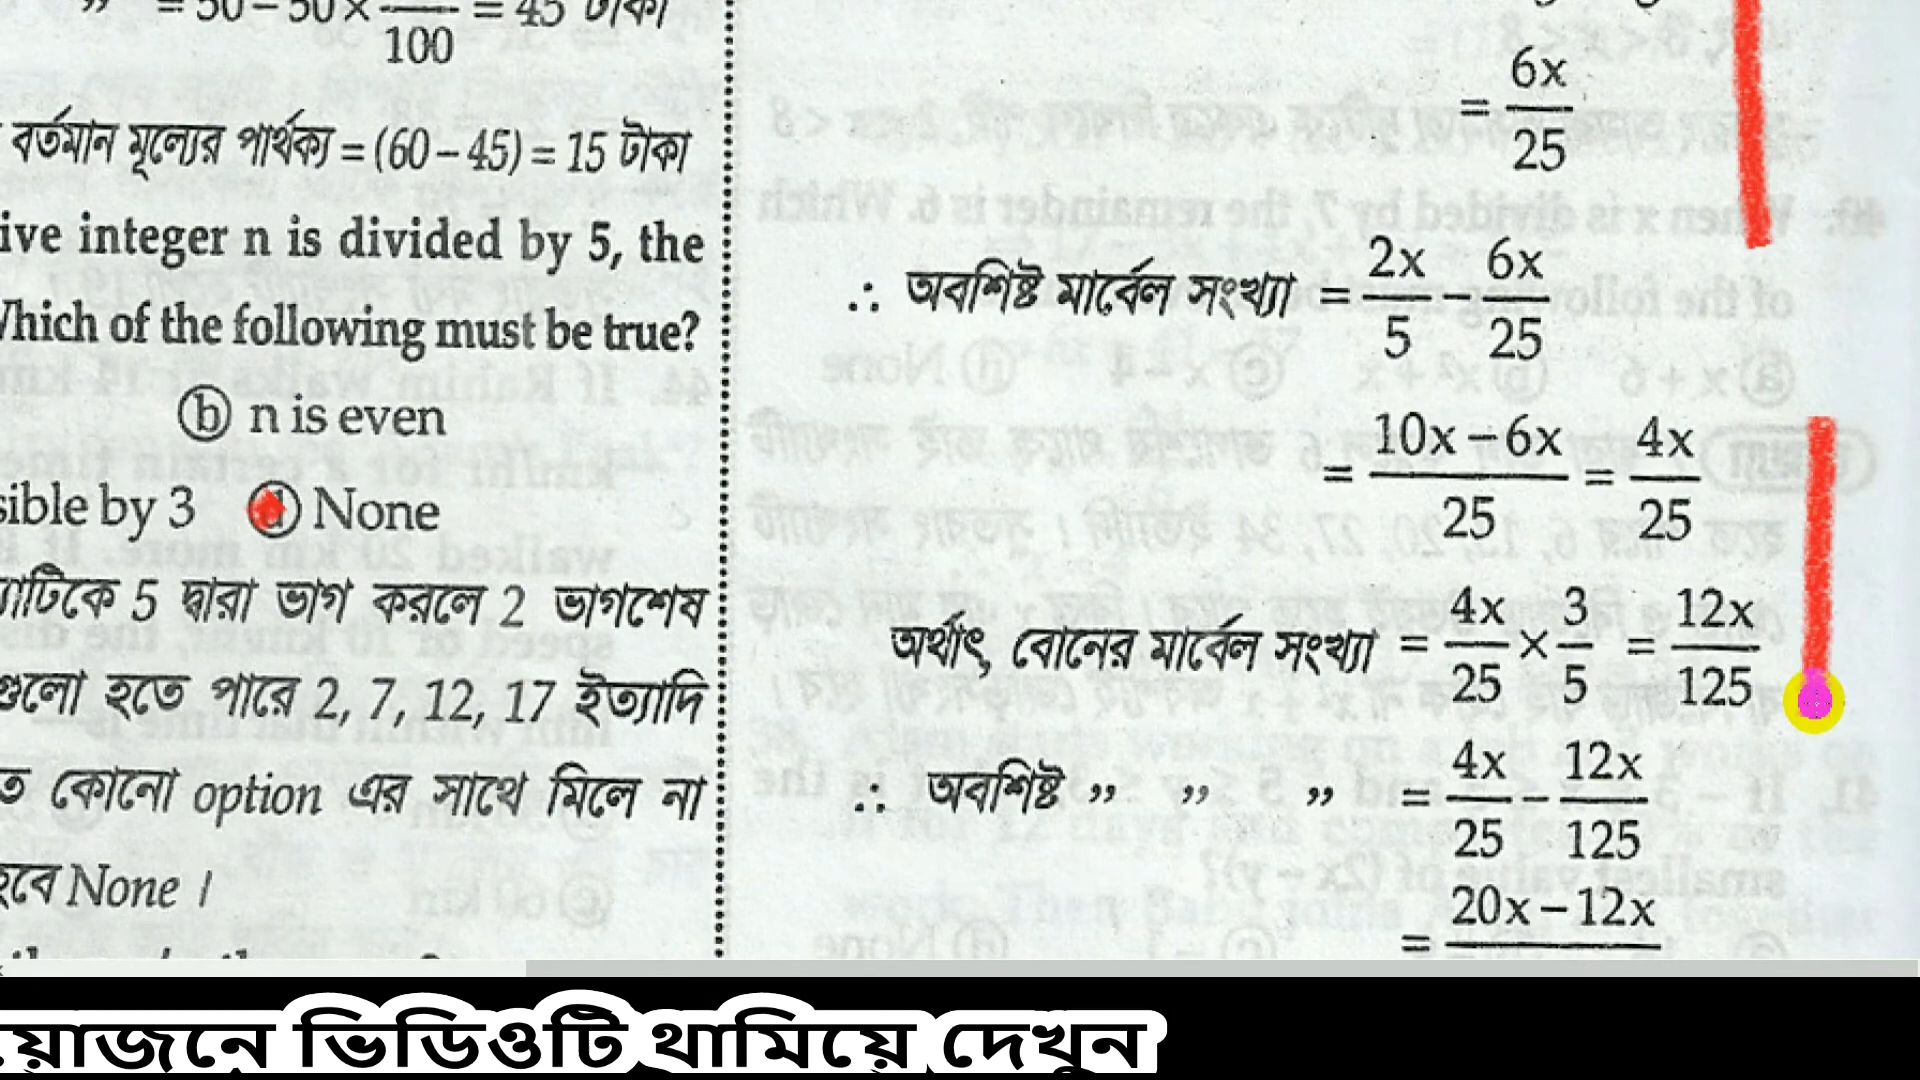 ” = 50 – 50 × — = 45 টাকা
100
বর্তমান মূল্যের পার্থক্য = (60 – 45) = 15 টাকা
ive integer n is divided by 5, the
Which of the following must be true?
ⓑ n is even
sible by 3 ⓓ None
5 দ্বারা ভাগ করলে 2 ভাগশেষ
গুলো হতে পারে 2, 7, 12, 17 ইত্যাদি
ত কোনো option এর সাথে মিলে না
হবে None ।
= 6x/25
∴ অবশিষ্ট মার্বেল সংখ্যা = 2x/5 – 6x/25
= (10x – 6x)/25 = 4x/25
অর্থাৎ, বোনের মার্বেল সংখ্যা = 4x/25 × 3/5 = 12x/125
∴ অবশিষ্ট ” ” ” = 4x/25 – 12x/125
= 20x – 12x
য়োজনে ভিডিওটি থামিয়ে দেখুন